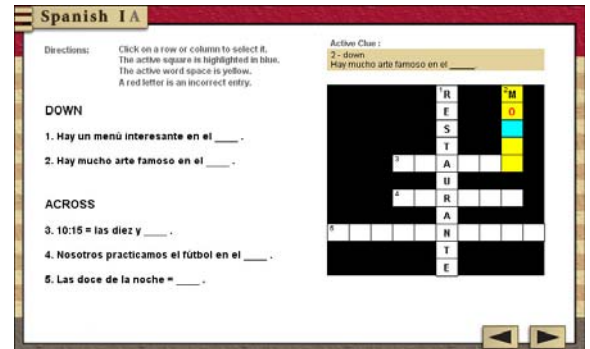 Spanish IA
Directions:
Click on a row or column to select it.
The active square is highlighted in blue.
The active word space is yellow.
A red letter is an incorrect entry.
Active Clue :
2 - down
Hay mucho arte famoso en el _____.
DOWN
1. Hay un menú interesante en el ____ .
2. Hay mucho arte famoso en el ____ .
ACROSS
3. 10:15 = las diez y ____ .
4. Nosotros practicamos el fútbol en el ____ .
5. Las doce de la noche = ____ .
1 R 2 M
E O
S
T
3 A
U
4 R
A
5 N
T
E